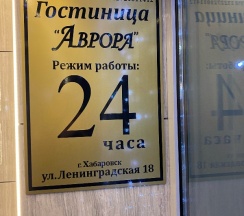 Гостиница
"АВРОРА"
Режим работы:
24
часа
г. Хабаровск
ул.Ленинградская 18